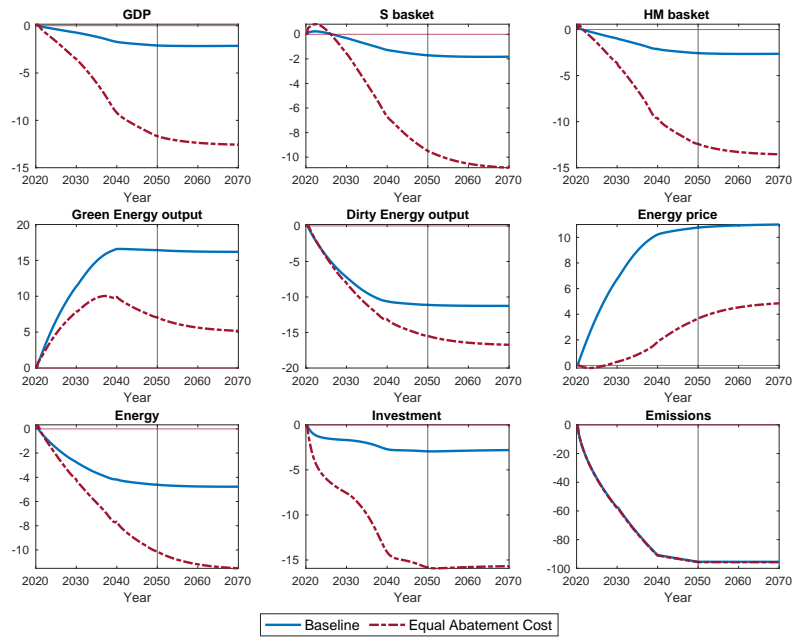 GDP
0
-5
-10
-15
2020 2030 2040 2050 2060 2070
Year
S basket
0
-2
-4
-6
-8
-10
2020 2030 2040 2050 2060 2070
Year
HM basket
0
-5
-10
-15
2020 2030 2040 2050 2060 2070
Year
Green Energy output
20
15
10
5
0
2020 2030 2040 2050 2060 2070
Year
Dirty Energy output
0
-5
-10
-15
-20
2020 2030 2040 2050 2060 2070
Year
Energy price
10
8
6
4
2
0
2020 2030 2040 2050 2060 2070
Year
Energy
0
-2
-4
-6
-8
-10
2020 2030 2040 2050 2060 2070
Year
Investment
0
-5
-10
-15
2020 2030 2040 2050 2060 2070
Year
Emissions
0
-20
-40
-60
-80
-100
2020 2030 2040 2050 2060 2070
Year
Baseline Equal Abatement Cost